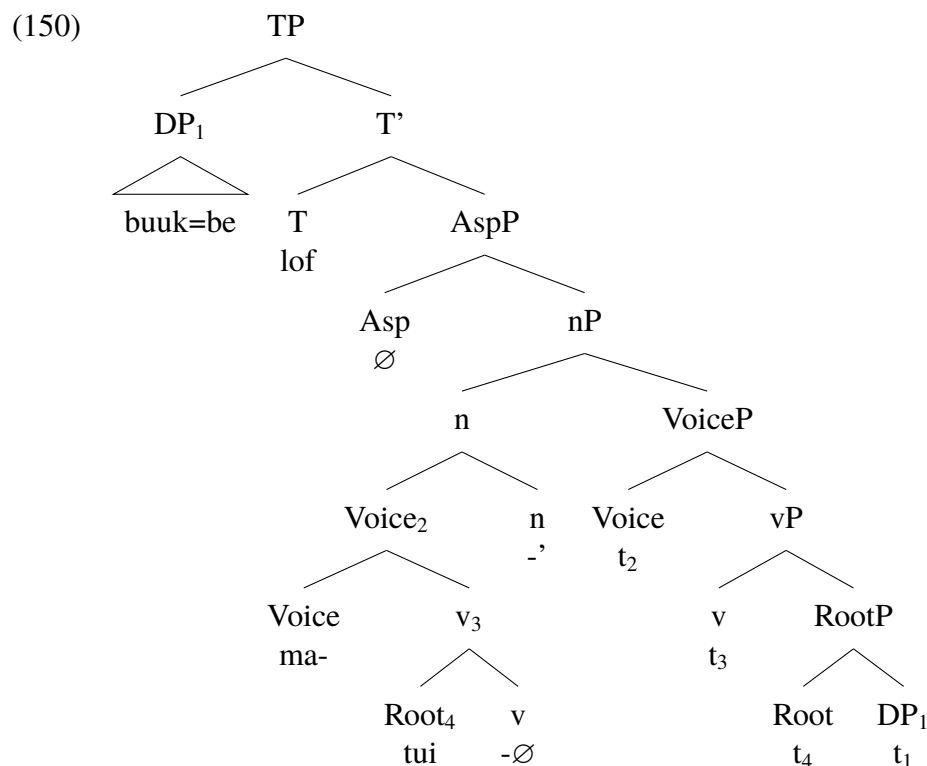 (150) TP
DP₁ T’
buuk=be T AspP
lof
Asp nP
∅
n VoiceP
Voice₂ n Voice vP
-’ t₂
Voice v₃ v RootP
ma- t₃
Root₄ v Root DP₁
tui -∅ t₄ t₁